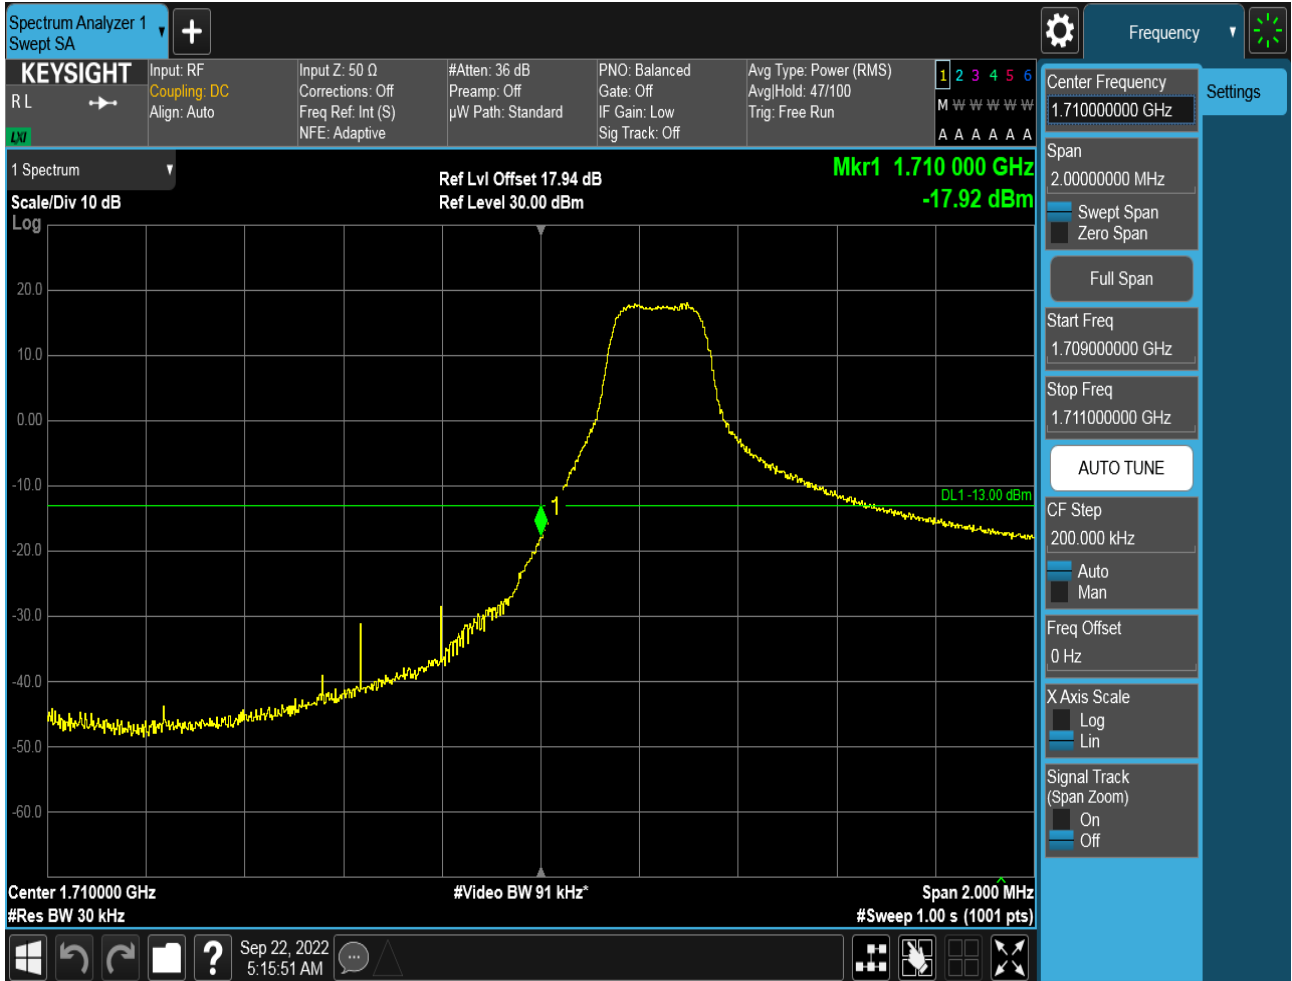 Spectrum Analyzer 1
Swept SA
Frequency
KEYSIGHT
R L
LXI
Input: RF
Coupling: DC
Align: Auto
Input Z: 50 Ω
Corrections: Off
Freq Ref: Int (S)
NFE: Adaptive
#Atten: 36 dB
Preamp: Off
µW Path: Standard
PNO: Balanced
Gate: Off
IF Gain: Low
Sig Track: Off
Avg Type: Power (RMS)
Avg|Hold: 47/100
Trig: Free Run
1 2 3 4 5 6
M W W W W W
A A A A A A
1 Spectrum
Scale/Div 10 dB
Log
Ref Lvl Offset 17.94 dB
Ref Level 30.00 dBm
Mkr1 1.710 000 GHz
-17.92 dBm
20.0
10.0
0.00
-10.0
-20.0
-30.0
-40.0
-50.0
-60.0
1
DL1 -13.00 dBm
Center 1.710000 GHz
#Res BW 30 kHz
#Video BW 91 kHz*
Span 2.000 MHz
#Sweep 1.00 s (1001 pts)
Center Frequency
1.710000000 GHz
Settings
Span
2.00000000 MHz
Swept Span
Zero Span
Full Span
Start Freq
1.709000000 GHz
Stop Freq
1.711000000 GHz
AUTO TUNE
CF Step
200.000 kHz
Auto
Man
Freq Offset
0 Hz
X Axis Scale
Log
Lin
Signal Track
(Span Zoom)
On
Off
?
Sep 22, 2022
5:15:51 AM